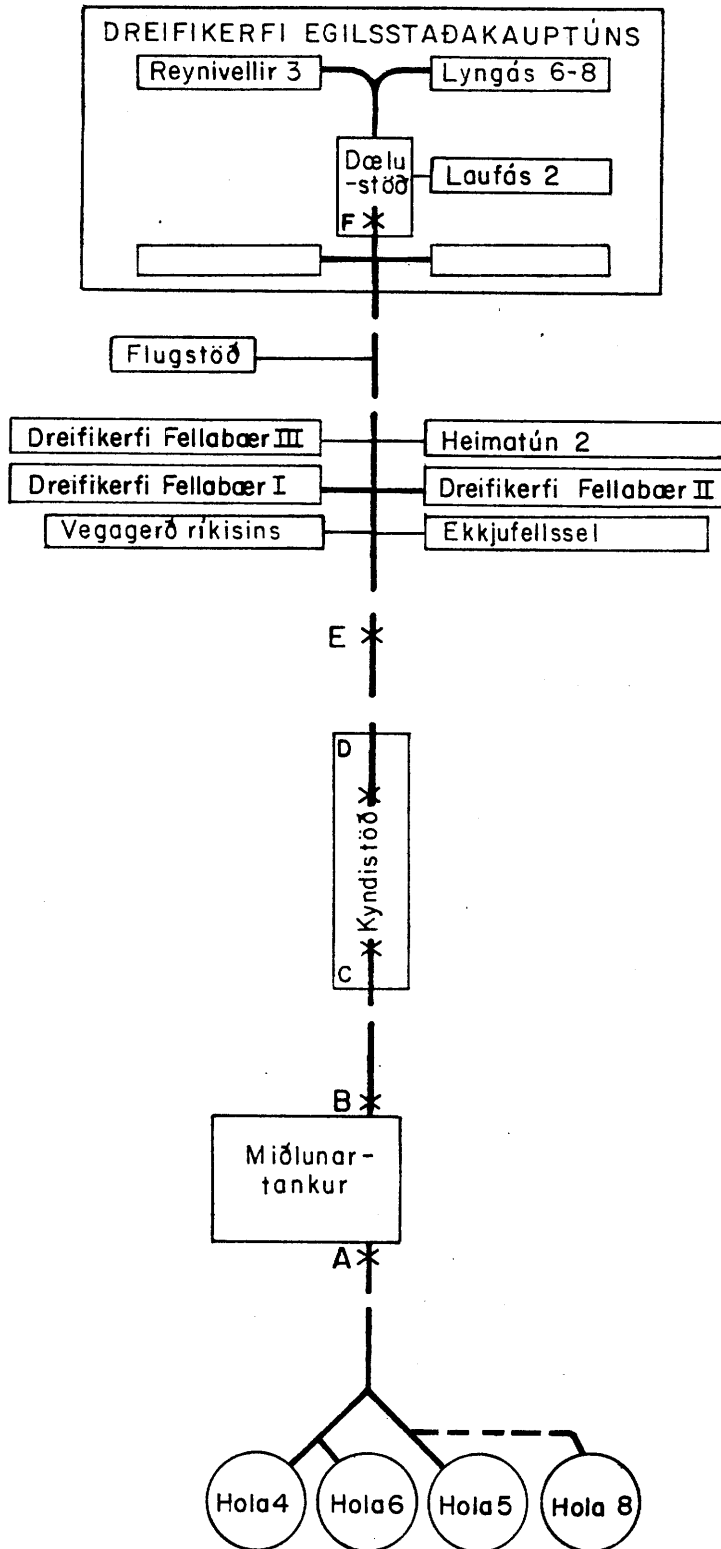 DREIFIKERFI EGILSSTAÐAKAUPTÚNS
Reynivellir 3
Lyngás 6-8
Dælu
-stöð
Laufás 2
F
Flugstöð
Dreifikerfi Fellabær III
Heimatún 2
Dreifikerfi Fellabær I
Dreifikerfi Fellabær II
Vegagerð ríkisins
Ekkjufellssel
E
D
Kyndistöð
C
B
Miðlunar-
tankur
A
Hola 4
Hola 6
Hola 5
Hola 8